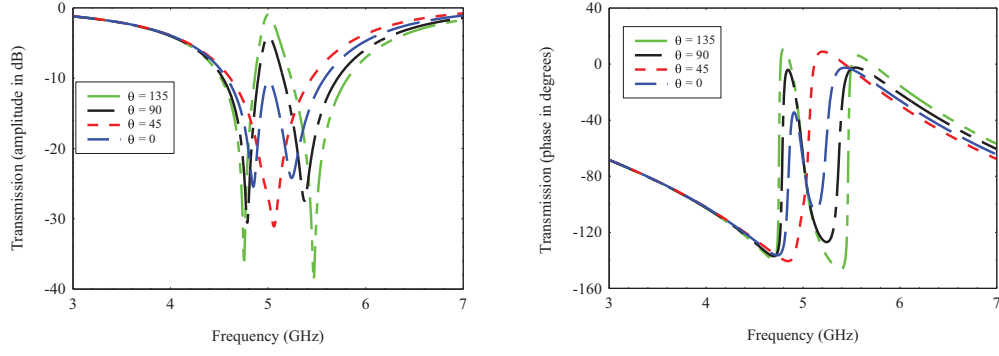 0
-10
-20
-30
-40
3 4 5 6 7
Transmission (amplitude in dB)
Frequency (GHz)
θ = 135
θ = 90
θ = 45
θ = 0
40
0
-40
-80
-120
-160
3 4 5 6 7
Transmission (phase in degrees)
Frequency (GHz)
θ = 135
θ = 90
θ = 45
θ = 0